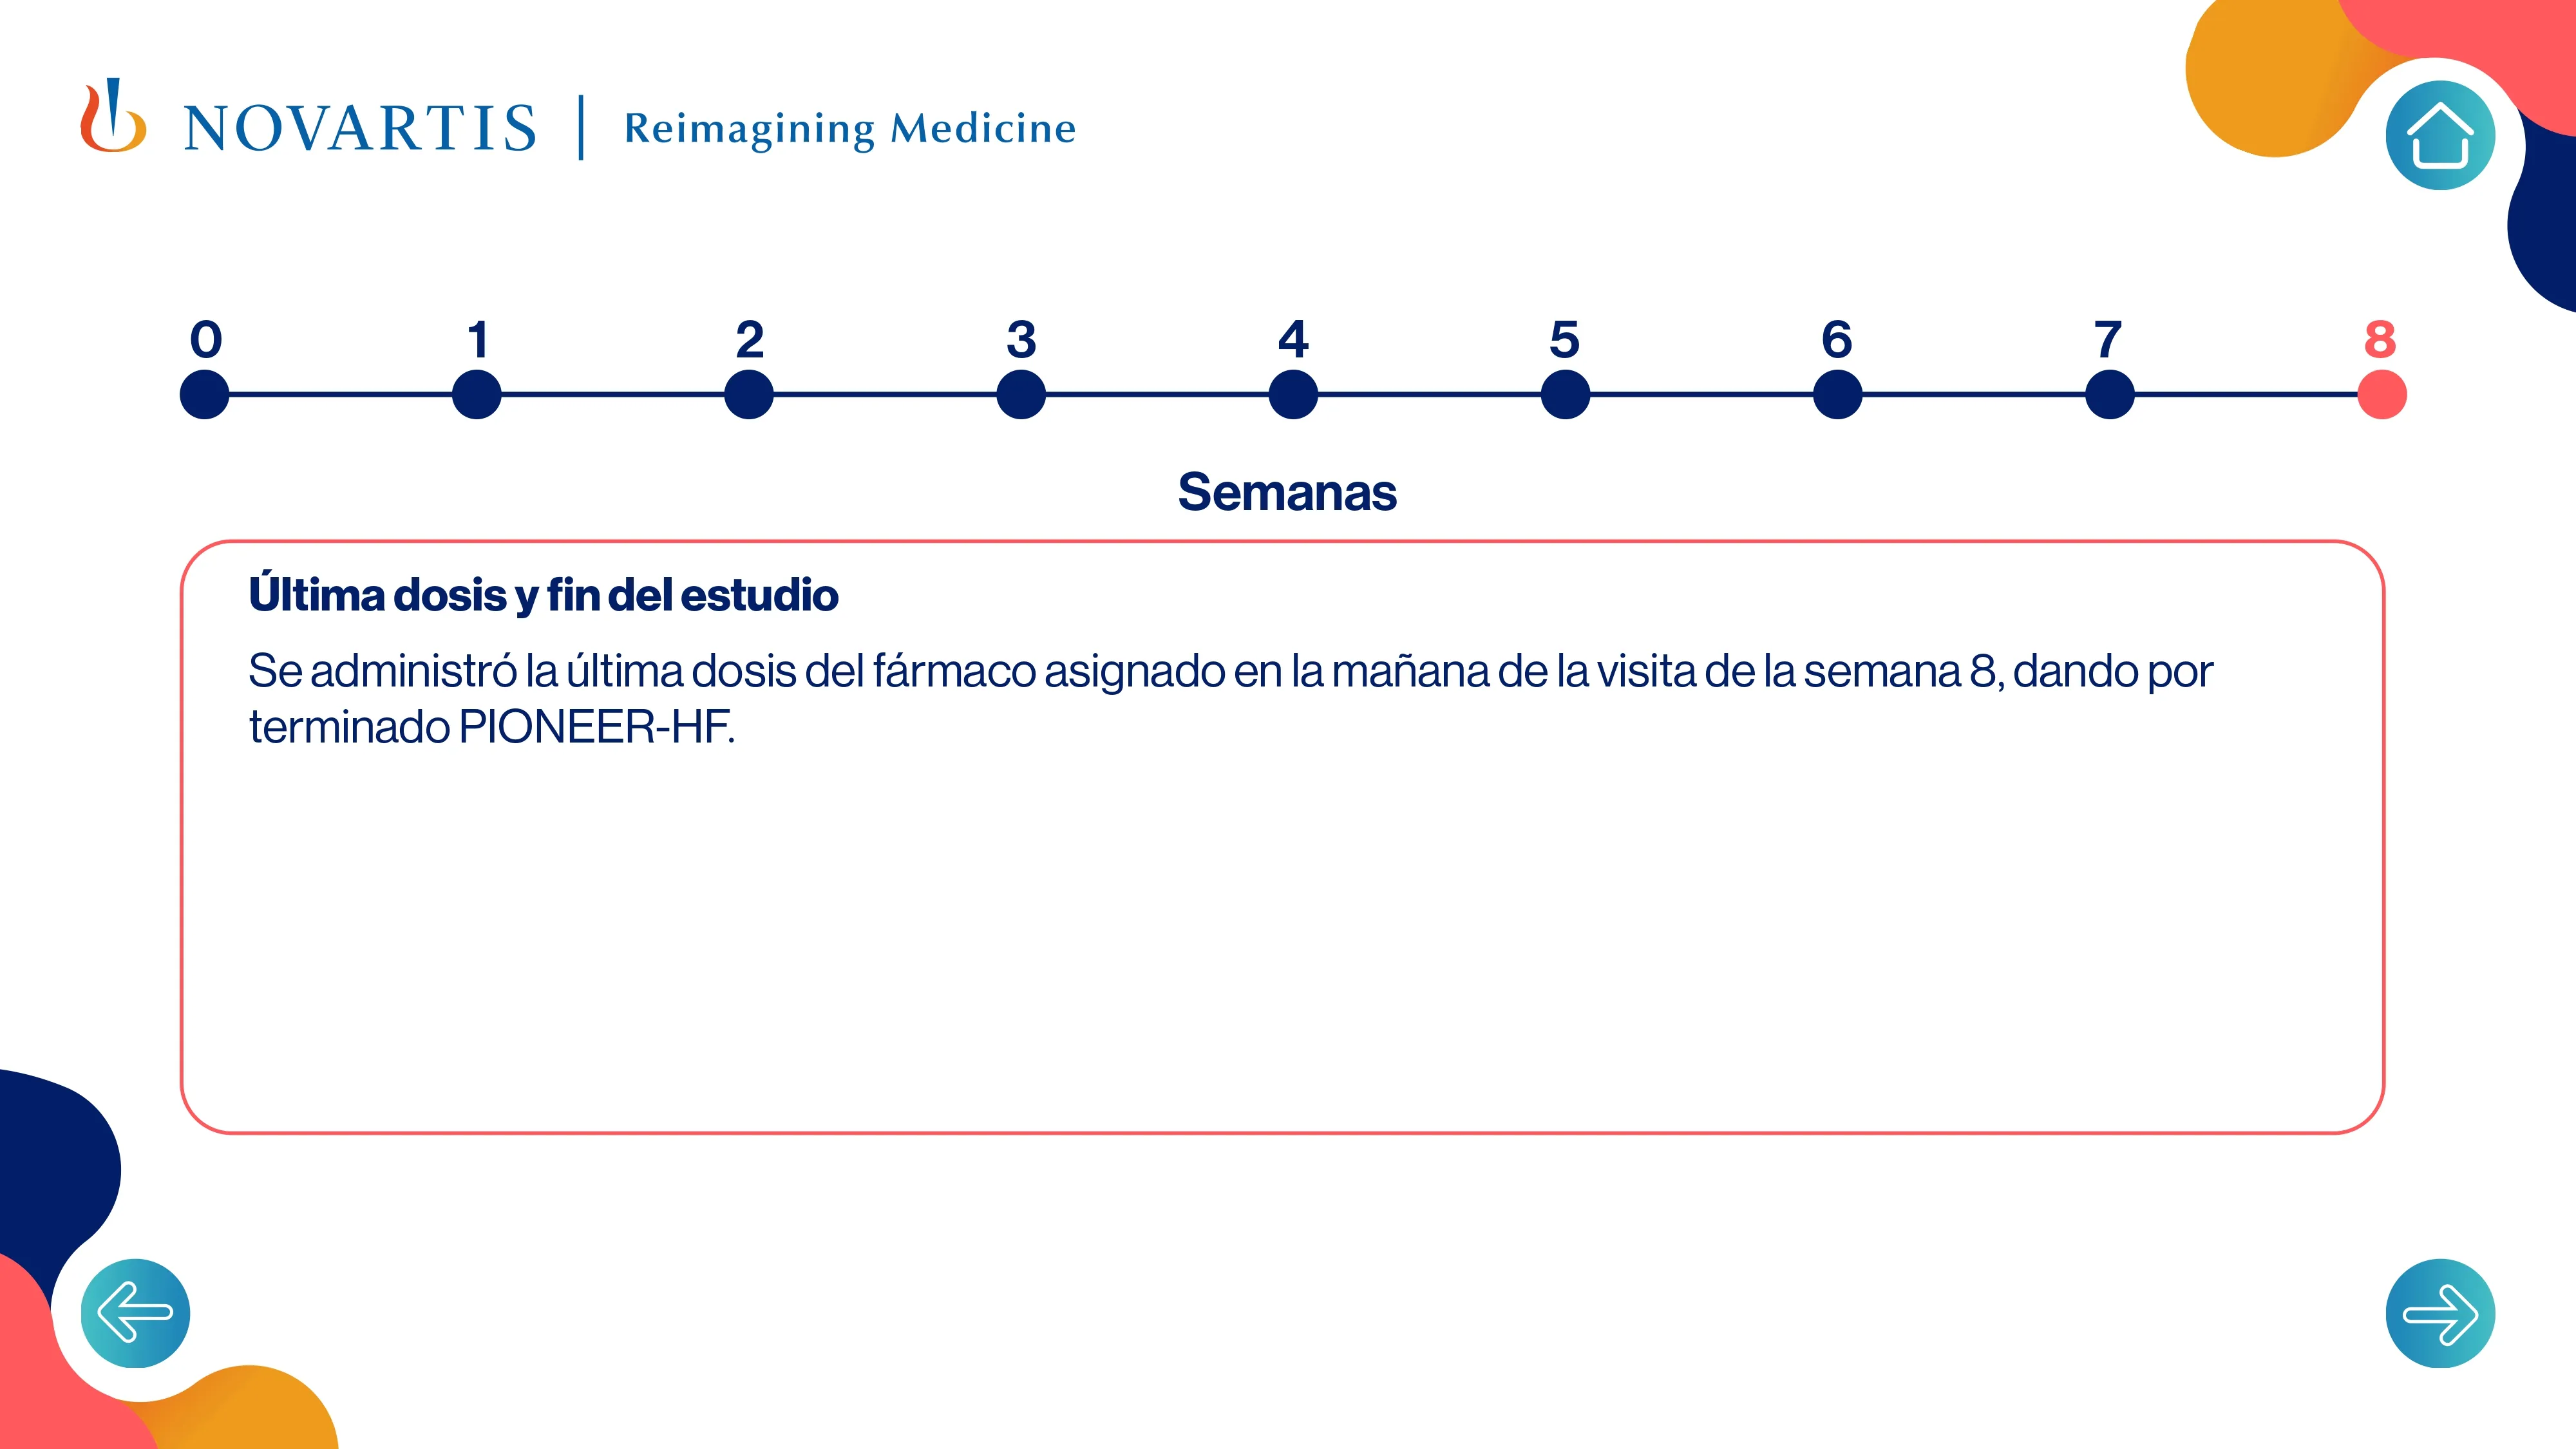 NOVARTIS | Reimagining Medicine
0 1 2 3 4 5 6 7 8
Semanas
Última dosis y fin del estudio
Se administró la última dosis del fármaco asignado en la mañana de la visita de la semana 8, dando por
terminado PIONEER-HF.